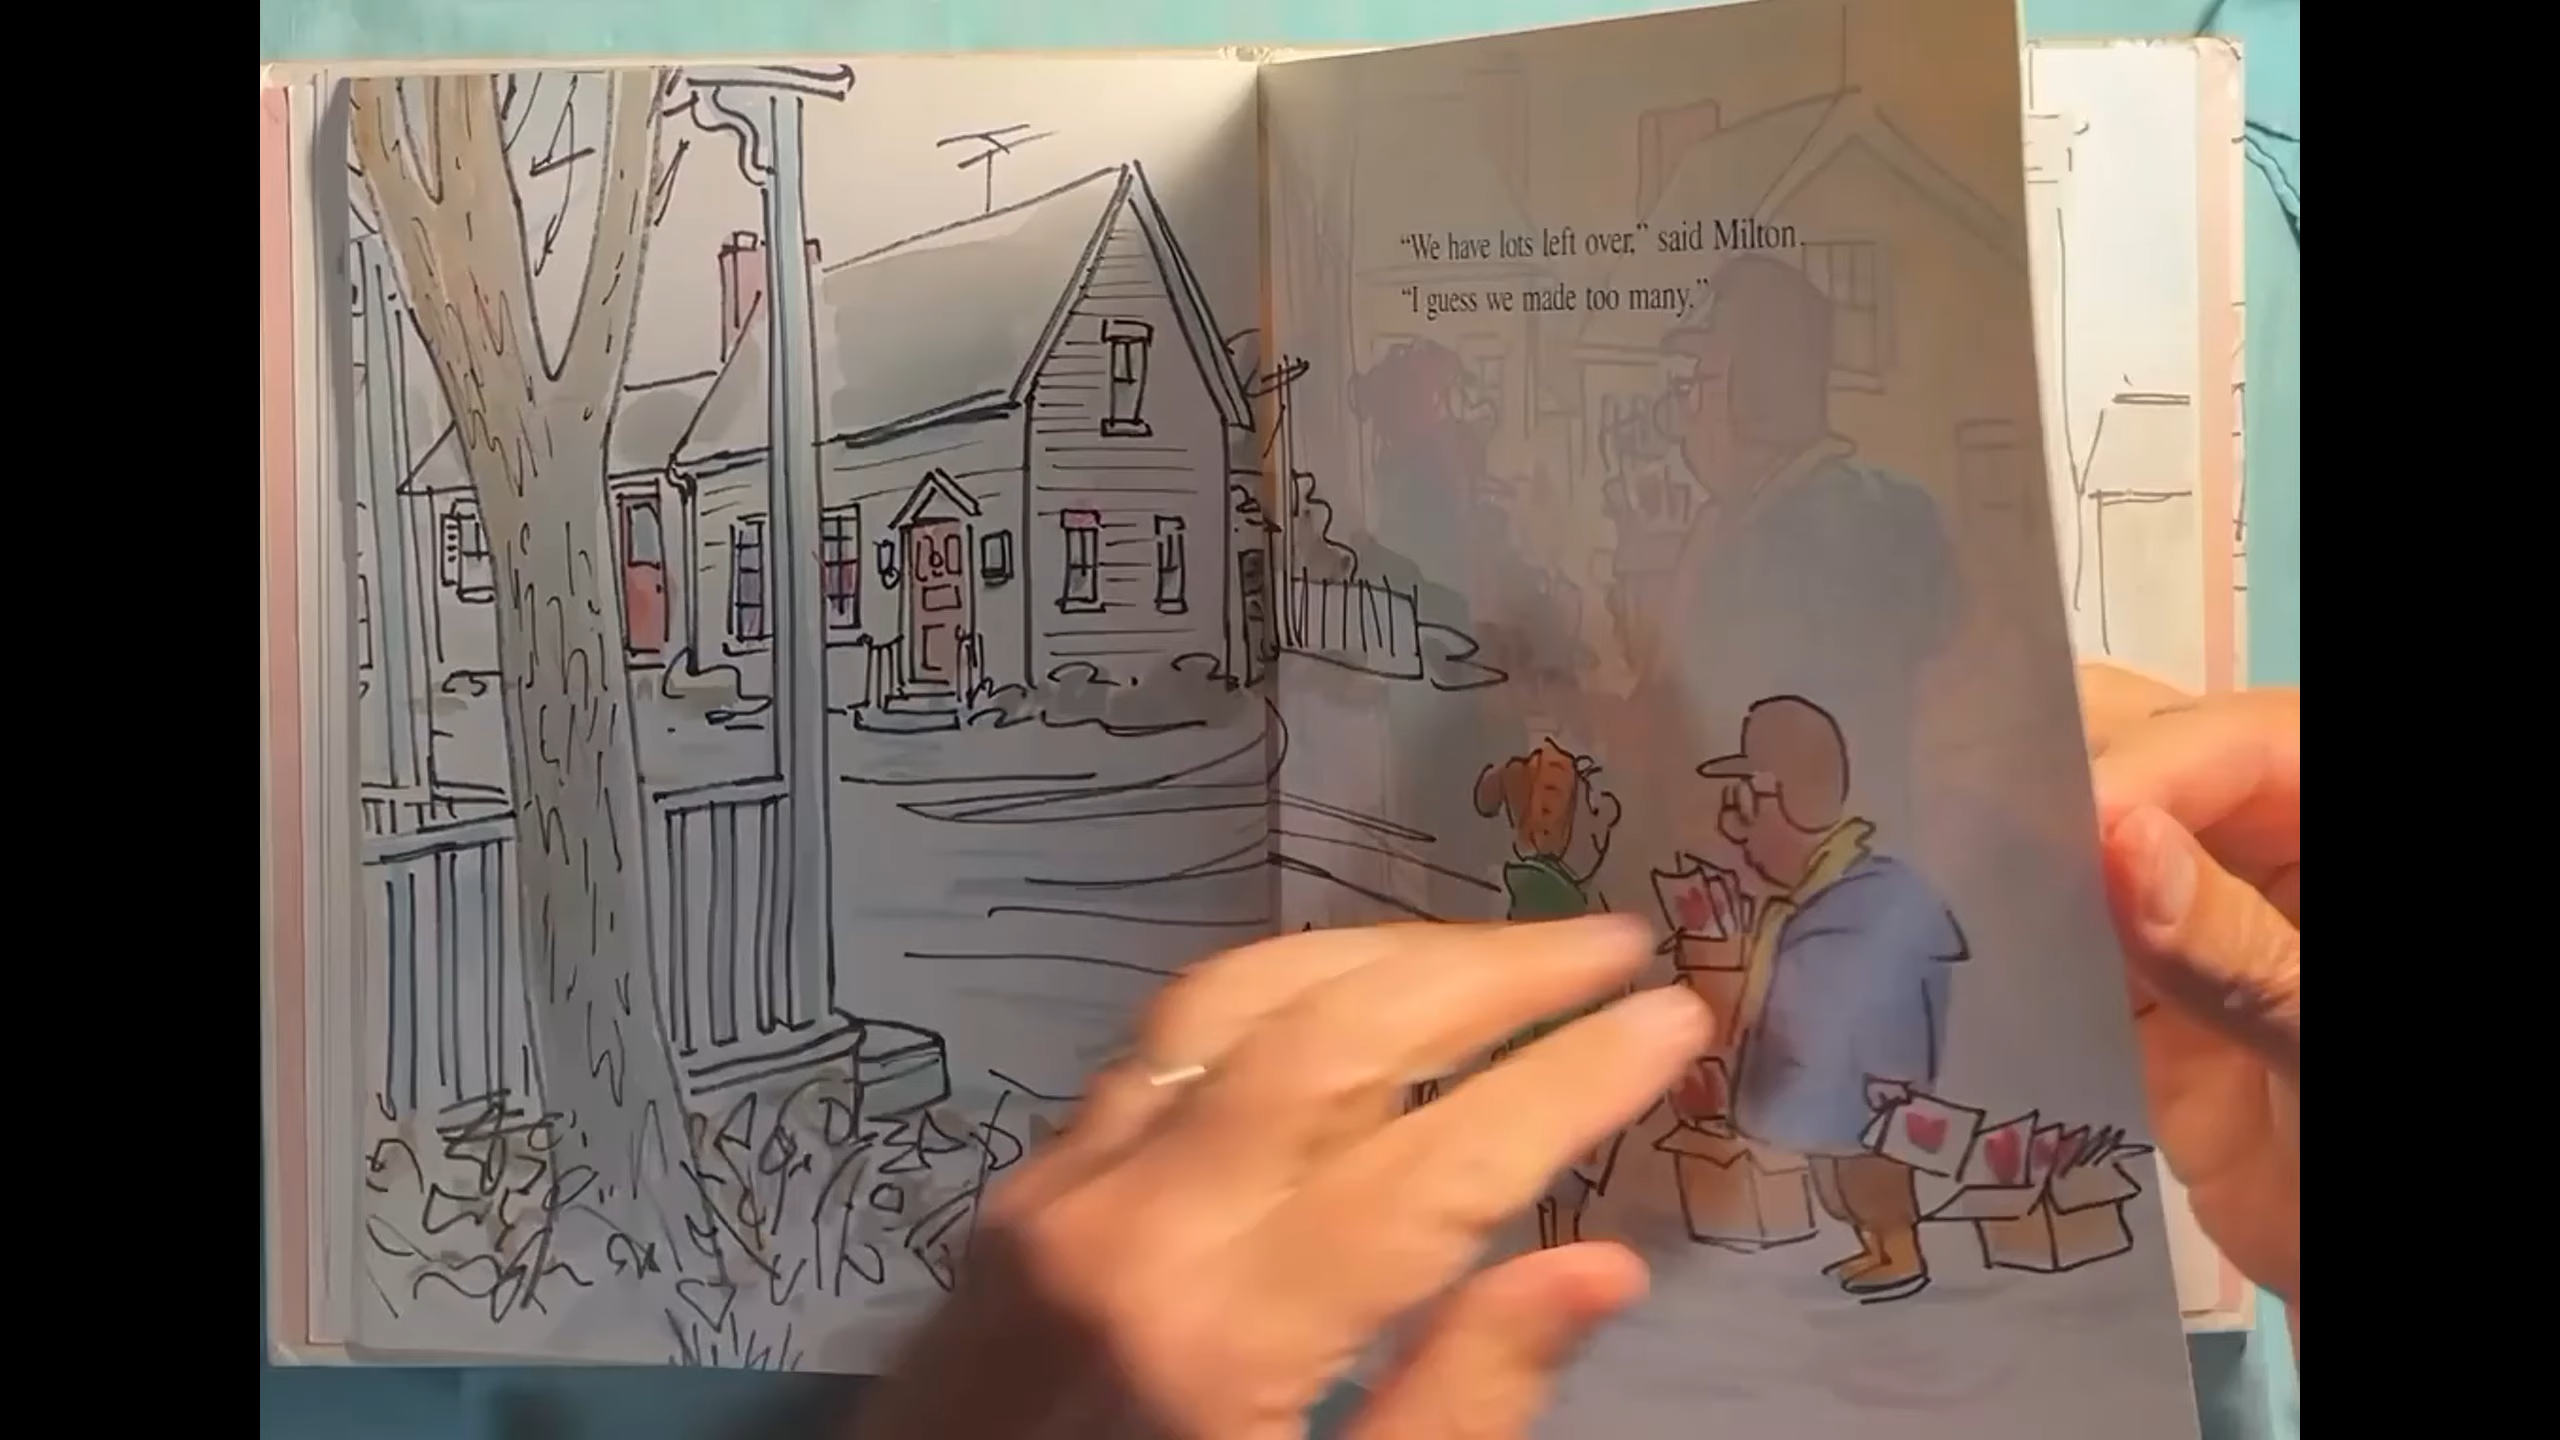 “We have lots left over,” said Milton.
“I guess we made too many.”